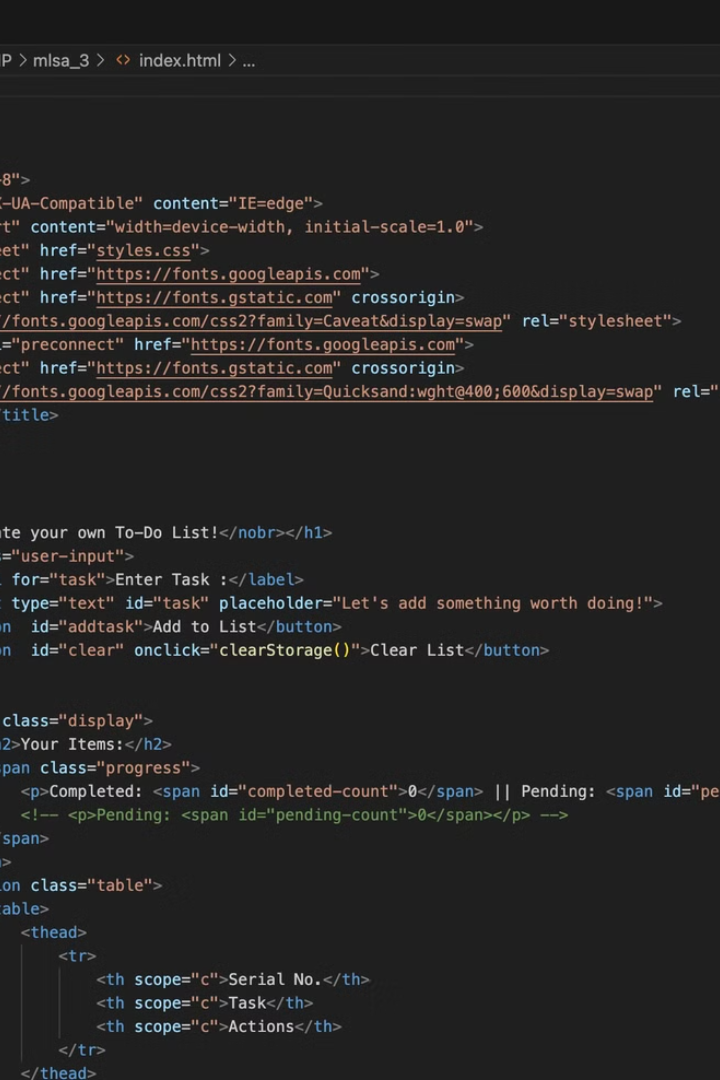 P > mlsa_3 > <> index.html > ...
-8">
X-UA-Compatible" content="IE=edge">
rt" content="width=device-width, initial-scale=1.0">
eet" href="styles.css">
ect" href="https://fonts.googleapis.com">
ect" href="https://fonts.gstatic.com" crossorigin>
//fonts.googleapis.com/css2?family=Caveat&display=swap" rel="stylesheet">
l="preconnect" href="https://fonts.googleapis.com">
ect" href="https://fonts.gstatic.com" crossorigin>
//fonts.googleapis.com/css2?family=Quicksand:wght@400;600&display=swap" rel="
/title>
ate your own To-Do List!</nobr></h1>
s="user-input">
l for="task">Enter Task :</label>
t type="text" id="task" placeholder="Let's add something worth doing!">
on  id="addtask">Add to List</button>
on  id="clear" onclick="clearStorage()">Clear List</button>
class="display">
h2>Your Items:</h2>
span class="progress">
<p>Completed: <span id="completed-count">0</span> || Pending: <span id="pe
<!-- <p>Pending: <span id="pending-count">0</span></p> -->
/span>
>
ion class="table">
table>
<thead>
<tr>
<th scope="c">Serial No.</th>
<th scope="c">Task</th>
<th scope="c">Actions</th>
</tr>
</thead>